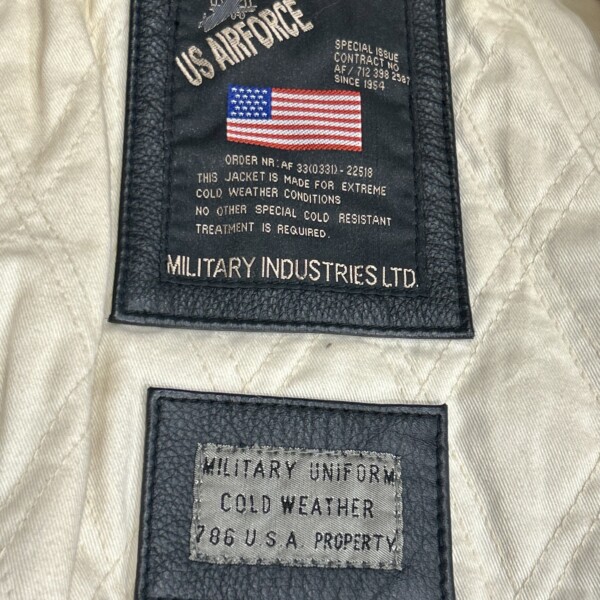 US AIRFORCE
SPECIAL ISSUE
CONTRACT NO
AF / 712 398 2587
SINCE 1954
ORDER NR: AF 33(033I) - 22518
THIS JACKET IS MADE FOR EXTREME
COLD WEATHER CONDITIONS
NO OTHER SPECIAL COLD RESISTANT
TREATMENT IS REQUIRED.
MILITARY INDUSTRIES LTD.
MILITARY UNIFORM
COLD WEATHER
786 U.S.A. PROPERTY